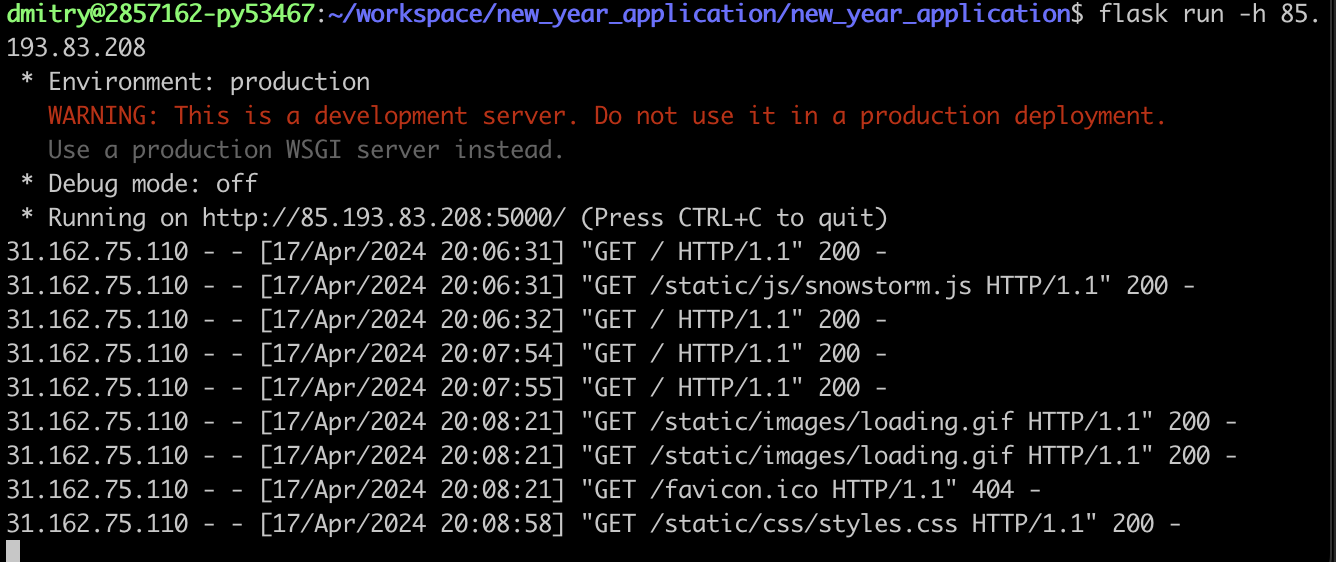 dmitry@2857162-py53467:~/workspace/new_year_application/new_year_application$ flask run -h 85.
193.83.208
 * Environment: production
   WARNING: This is a development server. Do not use it in a production deployment.
   Use a production WSGI server instead.
 * Debug mode: off
 * Running on http://85.193.83.208:5000/ (Press CTRL+C to quit)
31.162.75.110 - - [17/Apr/2024 20:06:31] "GET / HTTP/1.1" 200 -
31.162.75.110 - - [17/Apr/2024 20:06:31] "GET /static/js/snowstorm.js HTTP/1.1" 200 -
31.162.75.110 - - [17/Apr/2024 20:06:32] "GET / HTTP/1.1" 200 -
31.162.75.110 - - [17/Apr/2024 20:07:54] "GET / HTTP/1.1" 200 -
31.162.75.110 - - [17/Apr/2024 20:07:55] "GET / HTTP/1.1" 200 -
31.162.75.110 - - [17/Apr/2024 20:08:21] "GET /static/images/loading.gif HTTP/1.1" 200 -
31.162.75.110 - - [17/Apr/2024 20:08:21] "GET /static/images/loading.gif HTTP/1.1" 200 -
31.162.75.110 - - [17/Apr/2024 20:08:21] "GET /favicon.ico HTTP/1.1" 404 -
31.162.75.110 - - [17/Apr/2024 20:08:58] "GET /static/css/styles.css HTTP/1.1" 200 -